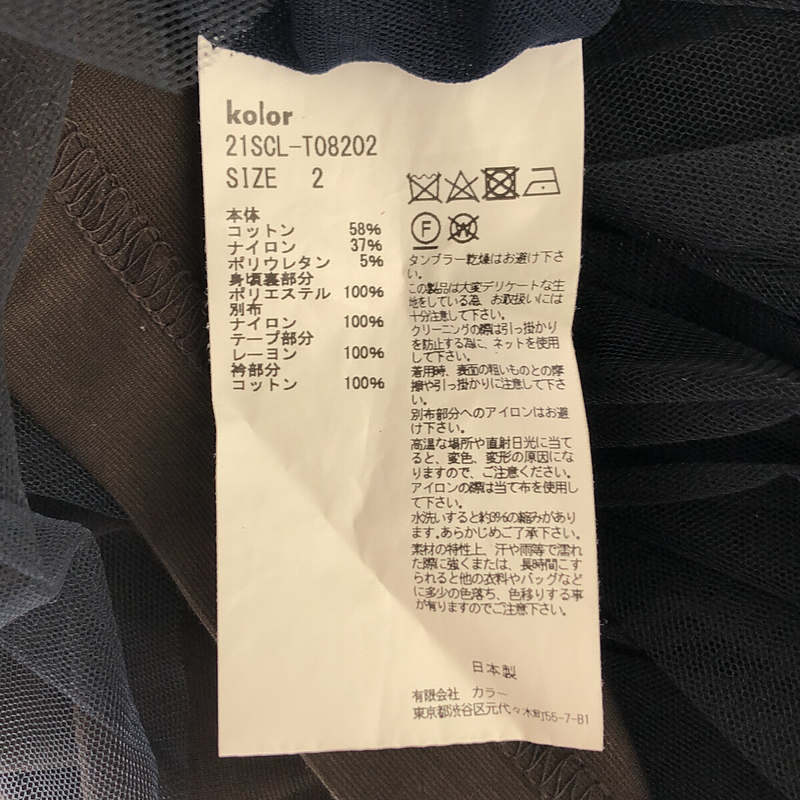 kolor
21SCL-T08202
SIZE 2
本体
コットン 58%
ナイロン 37%
ポリウレタン 5%
身頃裏部分
ポリエステル 100%
別布
ナイロン 100%
テープ部分
レーヨン 100%
衿部分
コットン 100%
F W
タンブラー乾燥はお避け下さ
い。
この製品は大変デリケートな生
地をしている為、お取扱いには
十分注意して下さい。
クリーニングの際は引っ掛かり
を防止する為に、ネットを使用
して下さい。
着用時、表面の粗いものとの摩
擦や引っ掛かりに注意して下さ
い。
別布部分へのアイロンはお避
け下さい。
高温な場所や直射日光に当て
ると、変色、変形の原因にな
りますので、ご注意ください。
アイロンの際は当て布を使用し
て下さい。
水洗いすると約3%の縮みがあり
ます。あらかじめご了承下さい。
素材の特性上、汗や雨等で濡れ
た際に強くまたは、長時間こす
られると他の衣料やバッグなど
に多少の色落ち、色移りする事
が有りますのでご注意下さい。
日本製
有限会社 カラー
東京都渋谷区元代々木町55-7-B1